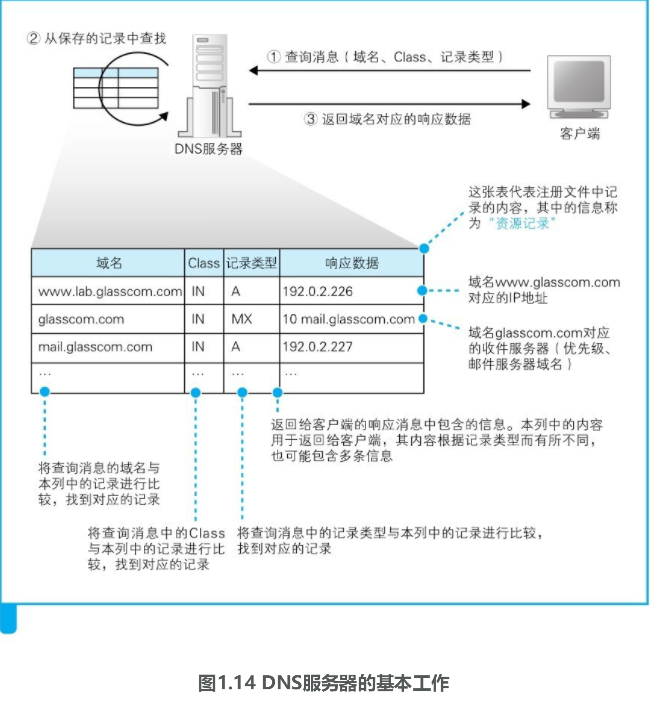 ② 从保存的记录中查找
① 查询消息（域名、Class、记录类型）
③ 返回域名对应的响应数据
DNS服务器
客户端
这张表代表注册文件中记
录的内容，其中的信息称
为“资源记录”
域名 Class 记录类型 响应数据
www.lab.glasscom.com IN A 192.0.2.226
glasscom.com IN MX 10 mail.glasscom.com
mail.glasscom.com IN A 192.0.2.227
… … … …
域名www.glasscom.com
对应的IP地址
域名glasscom.com对应
的收件服务器（优先级、
邮件服务器域名）
返回给客户端的响应消息中包含的信息。本列中的内容
用于返回给客户端，其内容根据记录类型而有所不同，
也可能包含多条信息
将查询消息的域名与
本列中的记录进行比
较，找到对应的记录
将查询消息中的Class
与本列中的记录进行比
较，找到对应的记录
将查询消息中的记录类型与本列中的记录进行比较，
找到对应的记录
图1.14 DNS服务器的基本工作